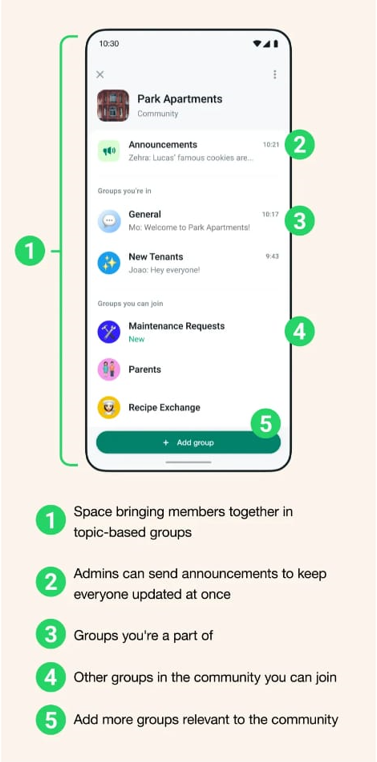 10:30
Park Apartments
Community
Announcements
10:21
Zehra: Lucas' famous cookies are...
2
Groups you're in
General
10:17
Mo: Welcome to Park Apartments!
3
New Tenants
9:43
Joao: Hey everyone!
1
Groups you can join
Maintenance Requests
New
4
Parents
Recipe Exchange
5
+ Add group
1 Space bringing members together in
topic-based groups
2 Admins can send announcements to keep
everyone updated at once
3 Groups you're a part of
4 Other groups in the community you can join
5 Add more groups relevant to the community